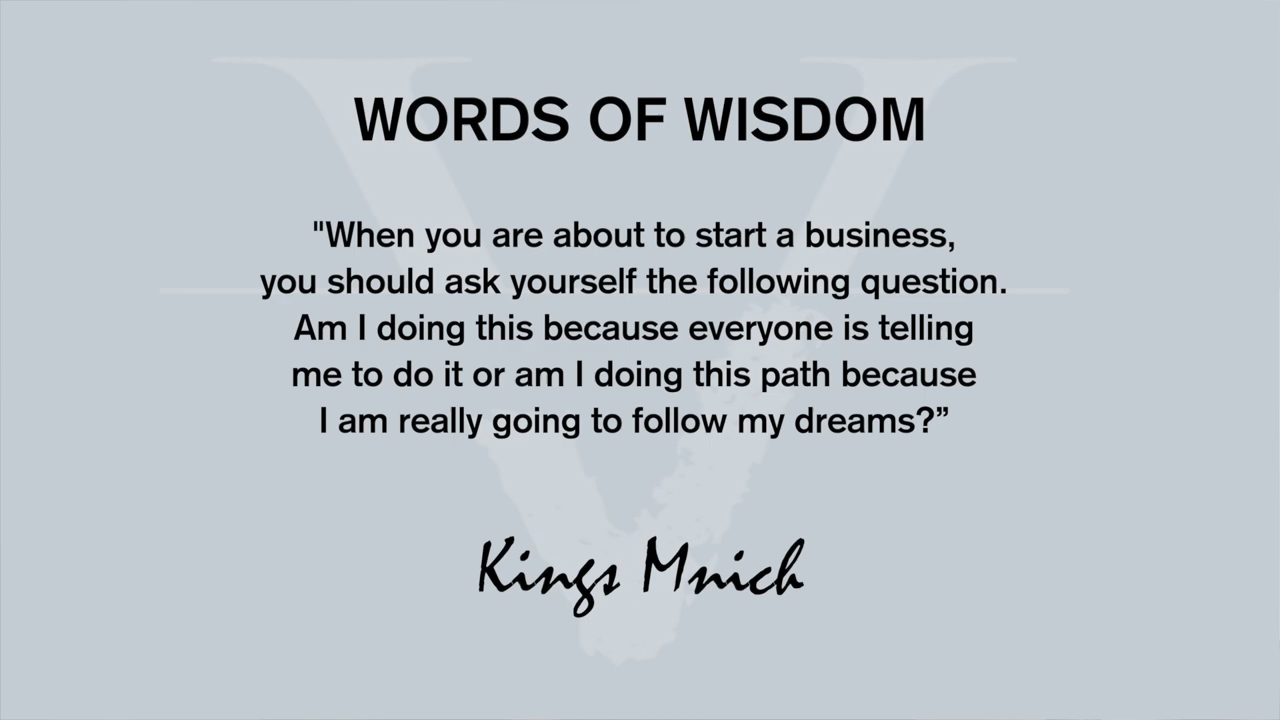 WORDS OF WISDOM
"When you are about to start a business,
you should ask yourself the following question.
Am I doing this because everyone is telling
me to do it or am I doing this path because
I am really going to follow my dreams?”
Kings Mnich